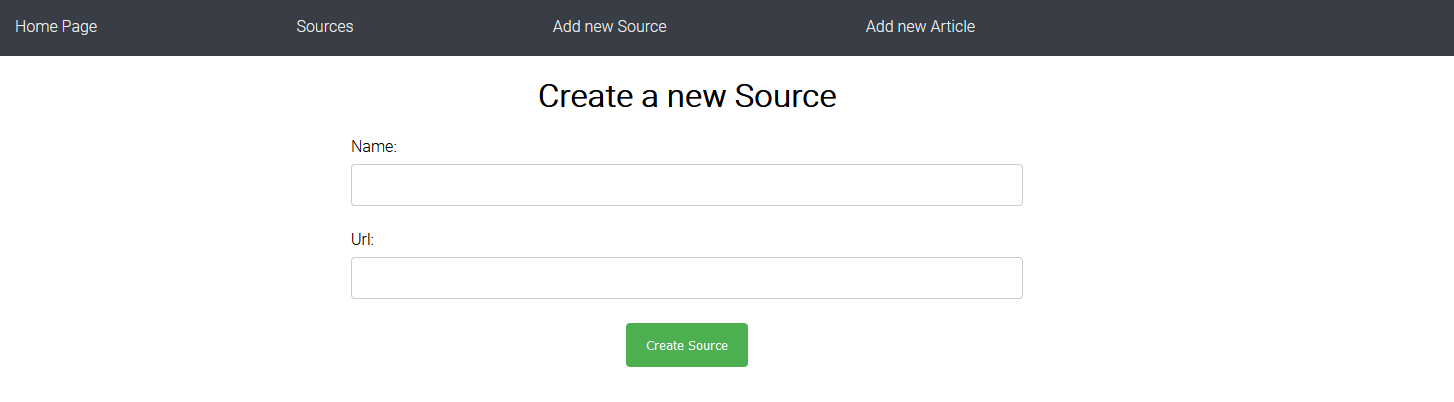 Home Page Sources Add new Source Add new Article
Create a new Source
Name:
Url:
Create Source